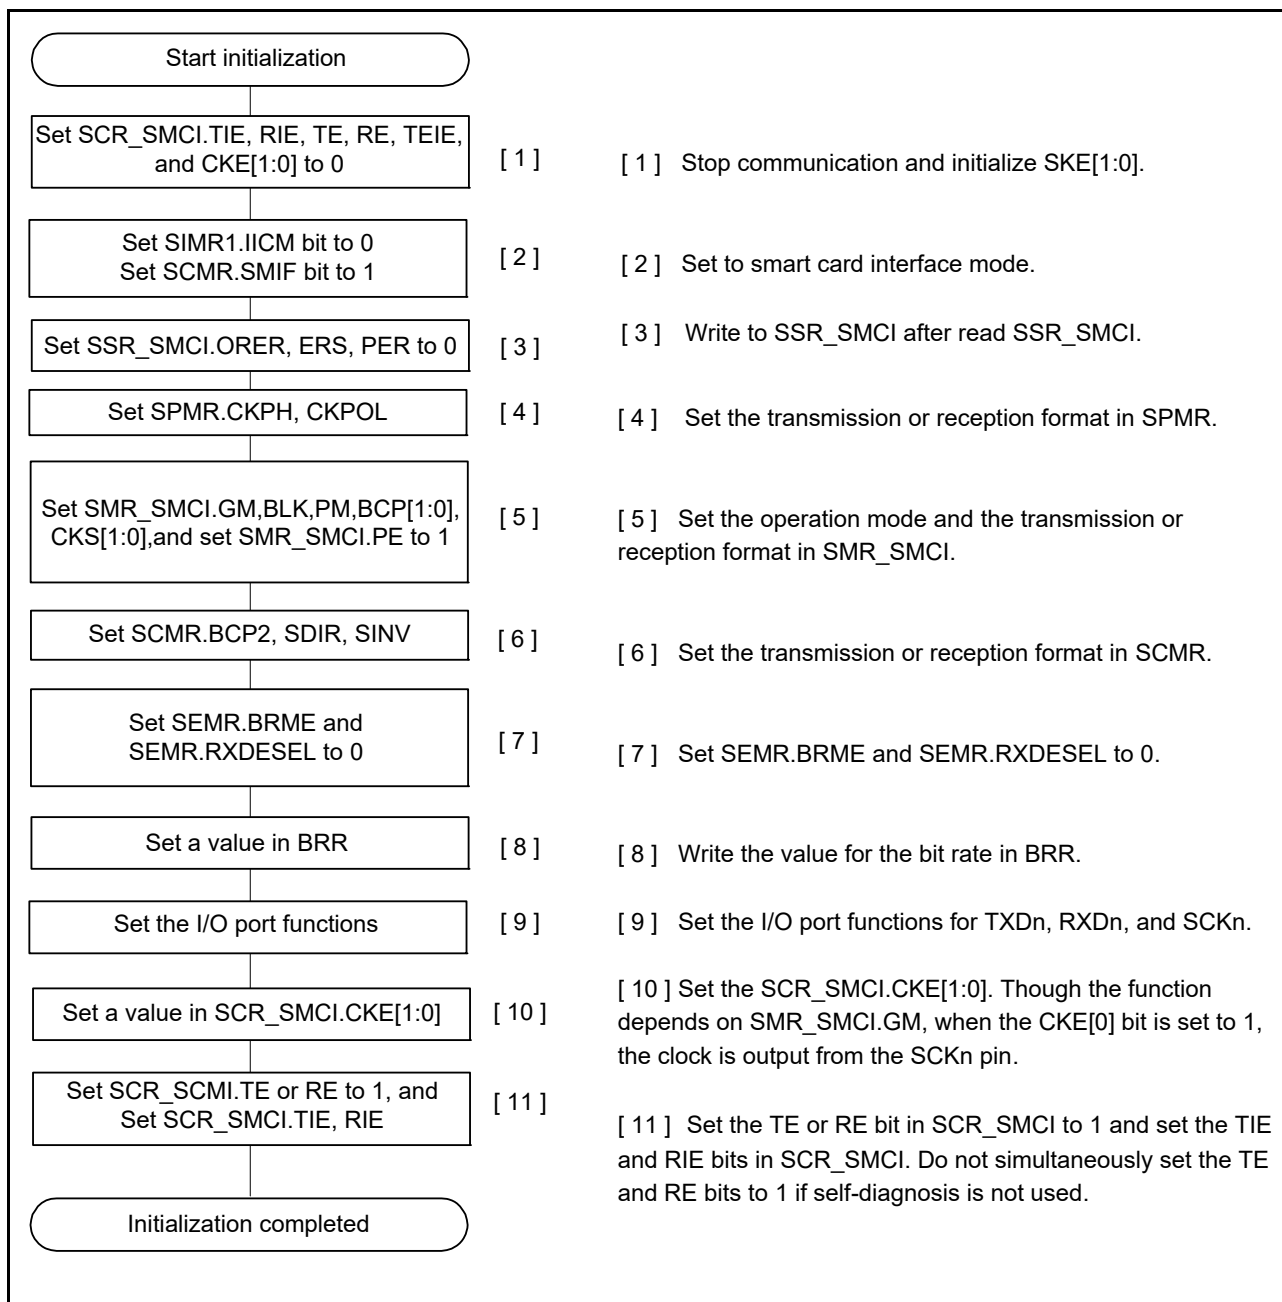 Start initialization
Set SCR_SMCI.TIE, RIE, TE, RE, TEIE,
and CKE[1:0] to 0
[ 1 ]
[ 1 ] Stop communication and initialize SKE[1:0].
Set SIMR1.IICM bit to 0
Set SCMR.SMIF bit to 1
[ 2 ]
[ 2 ] Set to smart card interface mode.
Set SSR_SMCI.ORER, ERS, PER to 0
[ 3 ]
[ 3 ] Write to SSR_SMCI after read SSR_SMCI.
Set SPMR.CKPH, CKPOL
[ 4 ]
[ 4 ] Set the transmission or reception format in SPMR.
Set SMR_SMCI.GM,BLK,PM,BCP[1:0],
CKS[1:0],and set SMR_SMCI.PE to 1
[ 5 ]
[ 5 ] Set the operation mode and the transmission or
reception format in SMR_SMCI.
Set SCMR.BCP2, SDIR, SINV
[ 6 ]
[ 6 ] Set the transmission or reception format in SCMR.
Set SEMR.BRME and
SEMR.RXDESEL to 0
[ 7 ]
[ 7 ] Set SEMR.BRME and SEMR.RXDESEL to 0.
Set a value in BRR
[ 8 ]
[ 8 ] Write the value for the bit rate in BRR.
Set the I/O port functions
[ 9 ]
[ 9 ] Set the I/O port functions for TXDn, RXDn, and SCKn.
Set a value in SCR_SMCI.CKE[1:0]
[ 10 ]
[ 10 ] Set the SCR_SMCI.CKE[1:0]. Though the function
depends on SMR_SMCI.GM, when the CKE[0] bit is set to 1,
the clock is output from the SCKn pin.
Set SCR_SCMI.TE or RE to 1, and
Set SCR_SMCI.TIE, RIE
[ 11 ]
[ 11 ] Set the TE or RE bit in SCR_SMCI to 1 and set the TIE
and RIE bits in SCR_SMCI. Do not simultaneously set the TE
and RE bits to 1 if self-diagnosis is not used.
Initialization completed